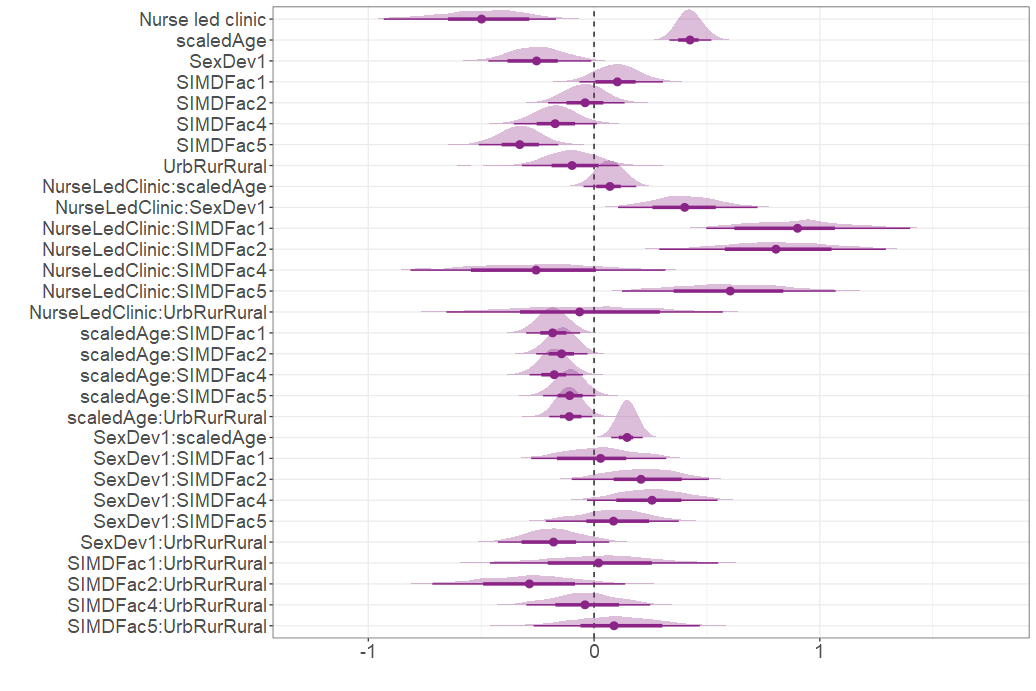 Nurse led clinic
scaledAge
SexDev1
SIMDFac1
SIMDFac2
SIMDFac4
SIMDFac5
UrbRurRural
NurseLedClinic:scaledAge
NurseLedClinic:SexDev1
NurseLedClinic:SIMDFac1
NurseLedClinic:SIMDFac2
NurseLedClinic:SIMDFac4
NurseLedClinic:SIMDFac5
NurseLedClinic:UrbRurRural
scaledAge:SIMDFac1
scaledAge:SIMDFac2
scaledAge:SIMDFac4
scaledAge:SIMDFac5
scaledAge:UrbRurRural
SexDev1:scaledAge
SexDev1:SIMDFac1
SexDev1:SIMDFac2
SexDev1:SIMDFac4
SexDev1:SIMDFac5
SexDev1:UrbRurRural
SIMDFac1:UrbRurRural
SIMDFac2:UrbRurRural
SIMDFac4:UrbRurRural
SIMDFac5:UrbRurRural
-1 0 1